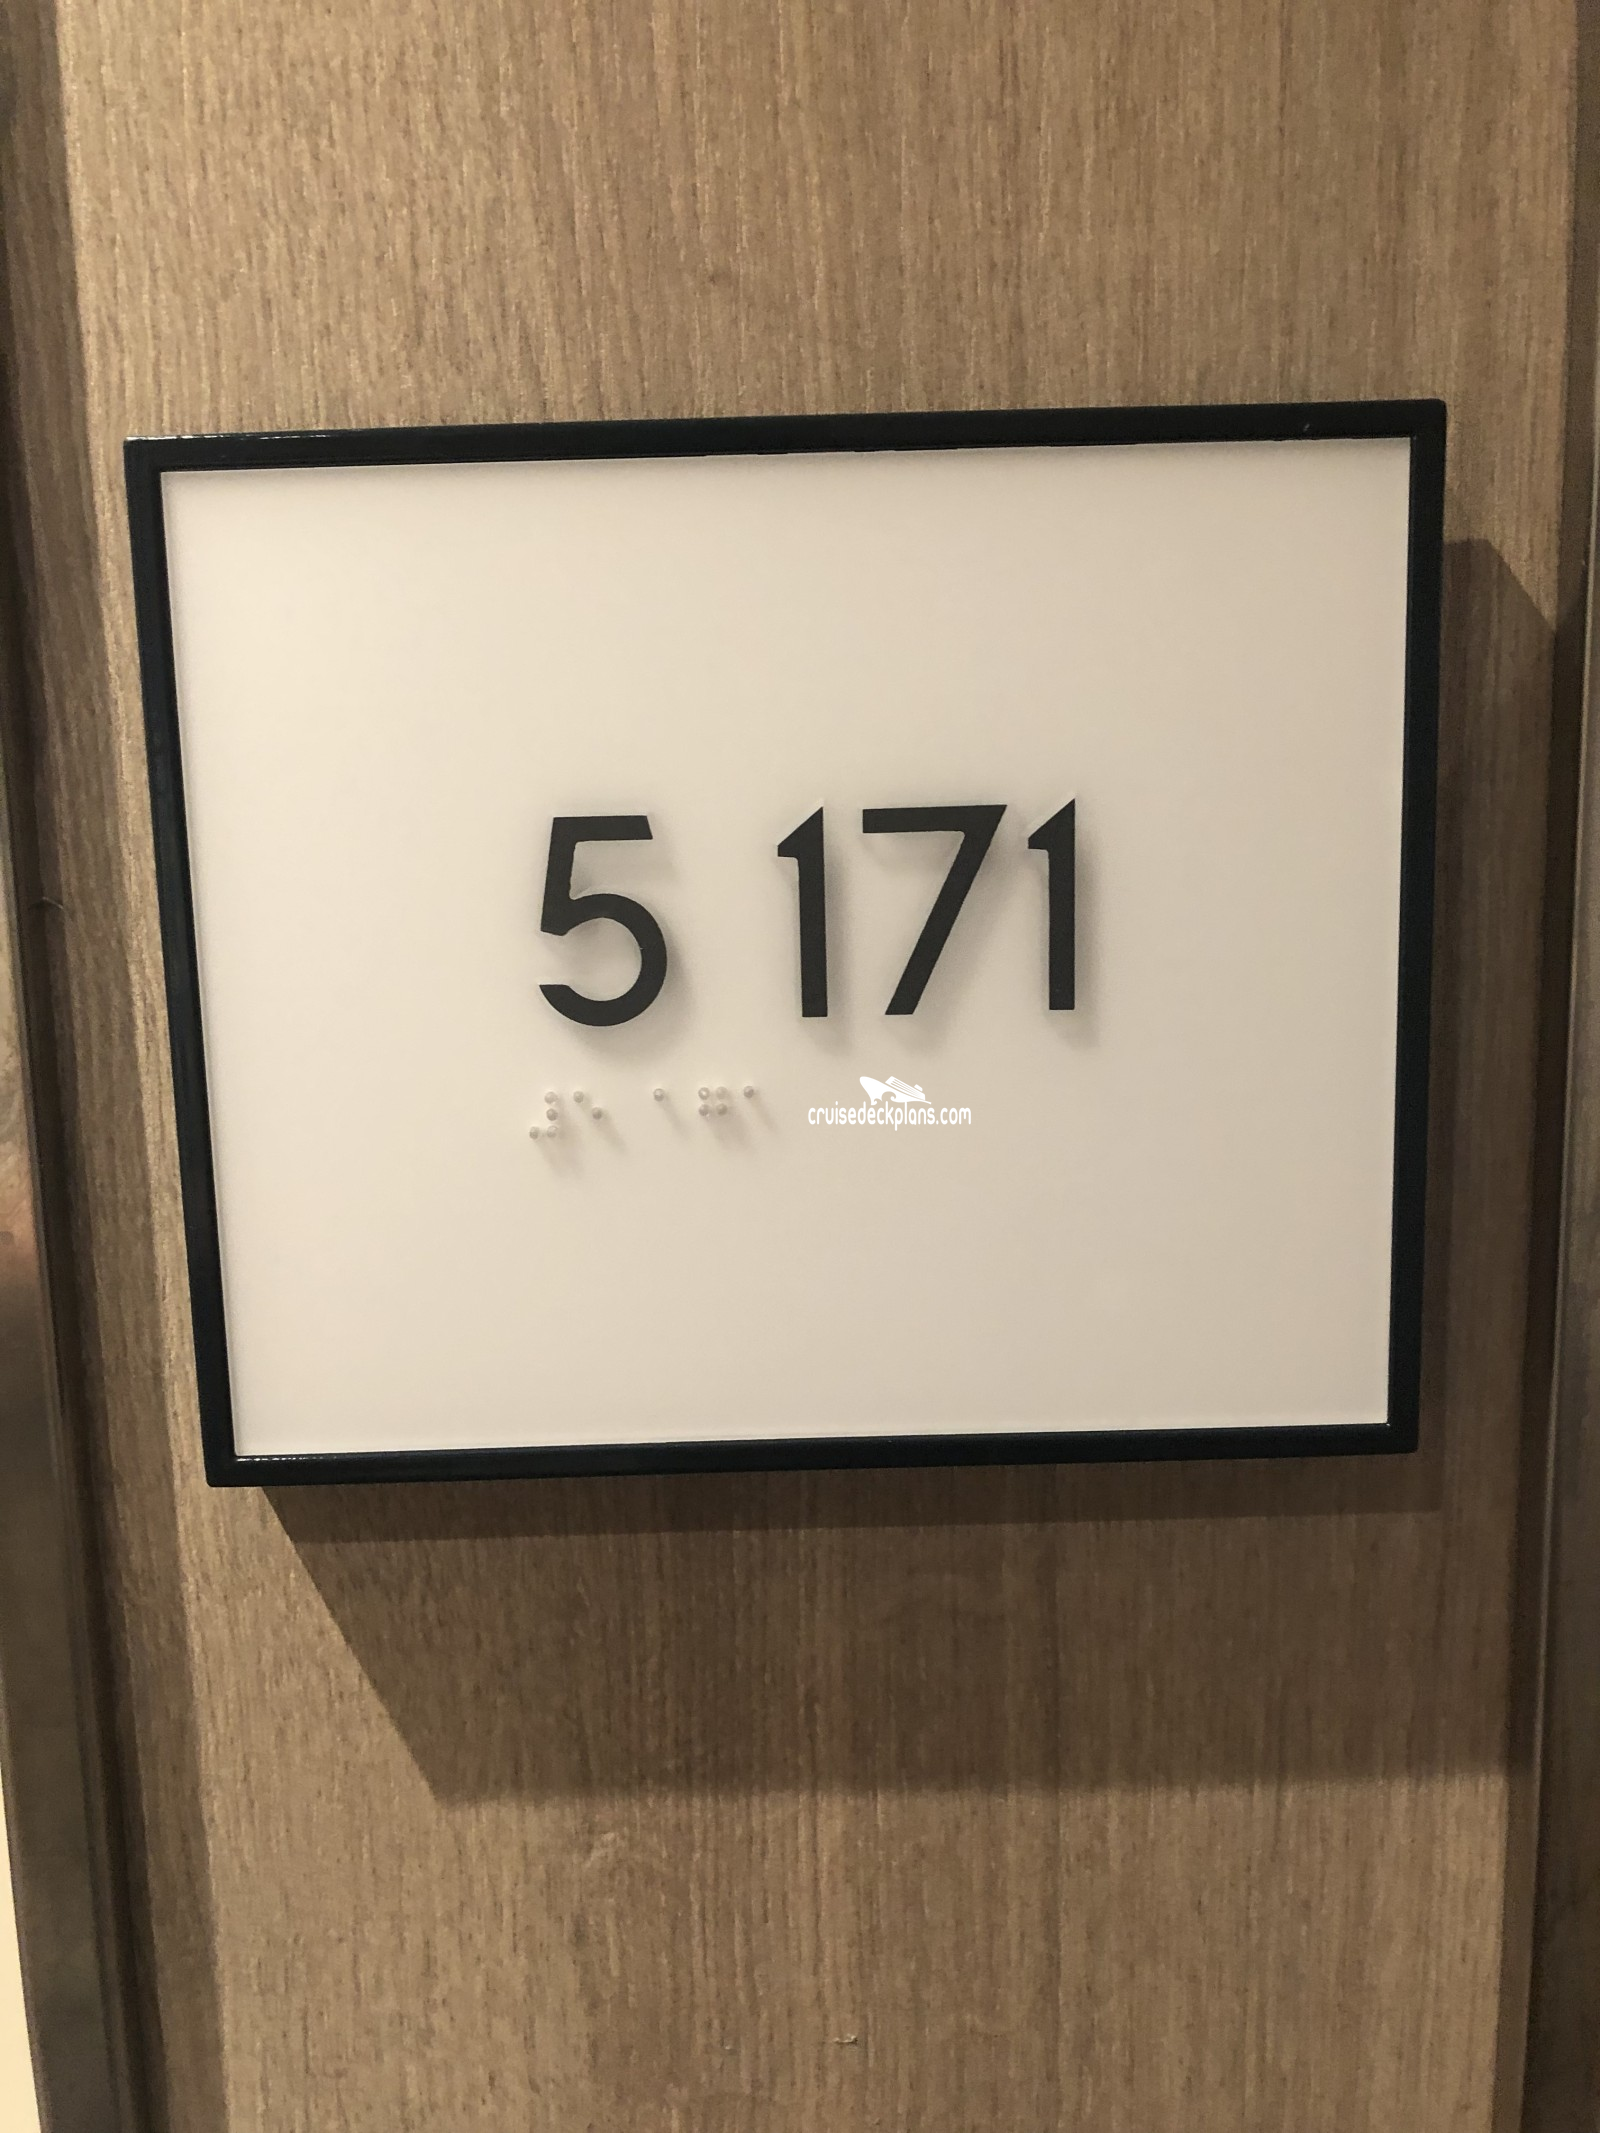 5 171
⠼⠑ ⠁⠛⠁
cruisedeckplans.com